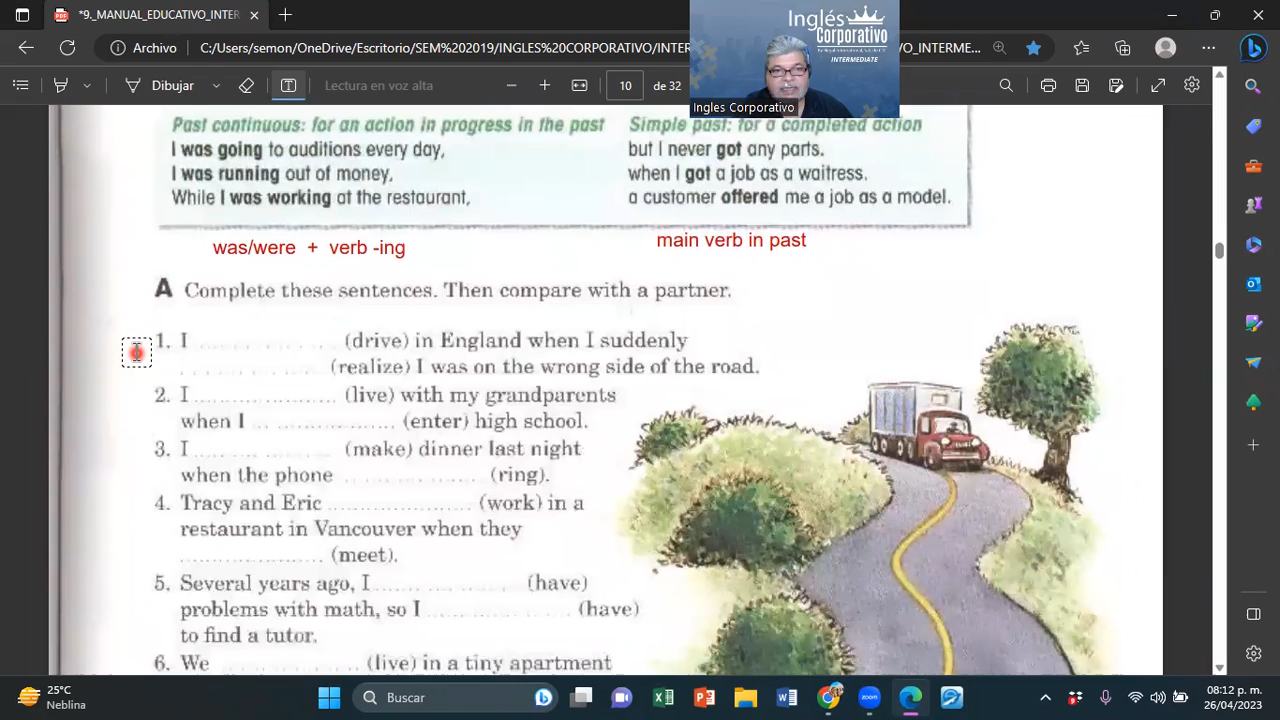 *9_MANUAL_EDUCATIVO_INTER
Archivo
C:/Users/semon/OneDrive/Escritorio/SEM%202019/INGLES%20CORPORATIVO/INTER
VO_INTERME...
Inglés
Corporativo
INTERMEDIATE
Ingles Corporativo
Dibujar
Lectura en voz alta
10 de 32
Past continuous: for an action in progress in the past
Simple past: for a completed action
I was going to auditions every day,
but I never got any parts.
I was running out of money,
when I got a job as a waitress.
While I was working at the restaurant,
a customer offered me a job as a model.
was/were + verb -ing
main verb in past
A Complete these sentences. Then compare with a partner.
1. I .................... (drive) in England when I suddenly
.................... (realize) I was on the wrong side of the road.
2. I .................... (live) with my grandparents
when I .................... (enter) high school.
3. I .................... (make) dinner last night
when the phone .................... (ring).
4. Tracy and Eric .................... (work) in a
restaurant in Vancouver when they
.................... (meet).
5. Several years ago, I .................... (have)
problems with math, so I .................... (have)
to find a tutor.
6. We .................... (live) in a tiny apartment
25°C
Neblina
Buscar
08:12 p. m.
26/04/2023